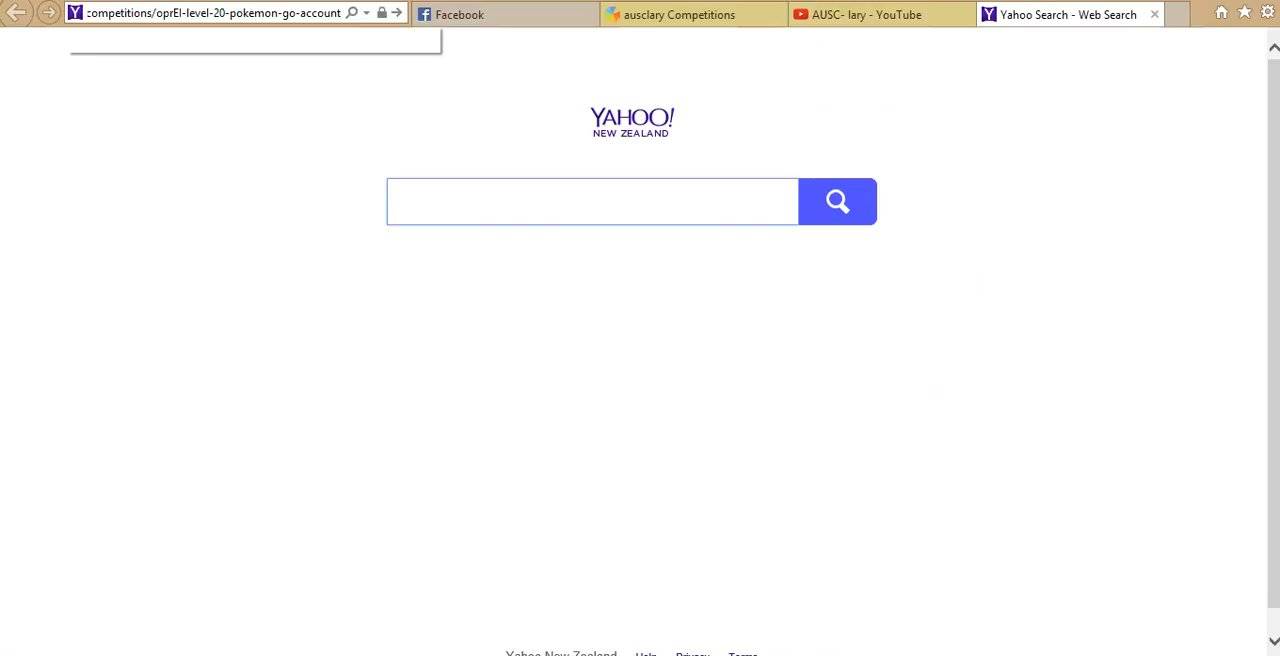 competitions/oprEI-level-20-pokemon-go-account
Facebook
ausclary Competitions
AUSC- lary - YouTube
Yahoo Search - Web Search
YAHOO!
NEW ZEALAND
Yahoo New Zealand Help Privacy Terms